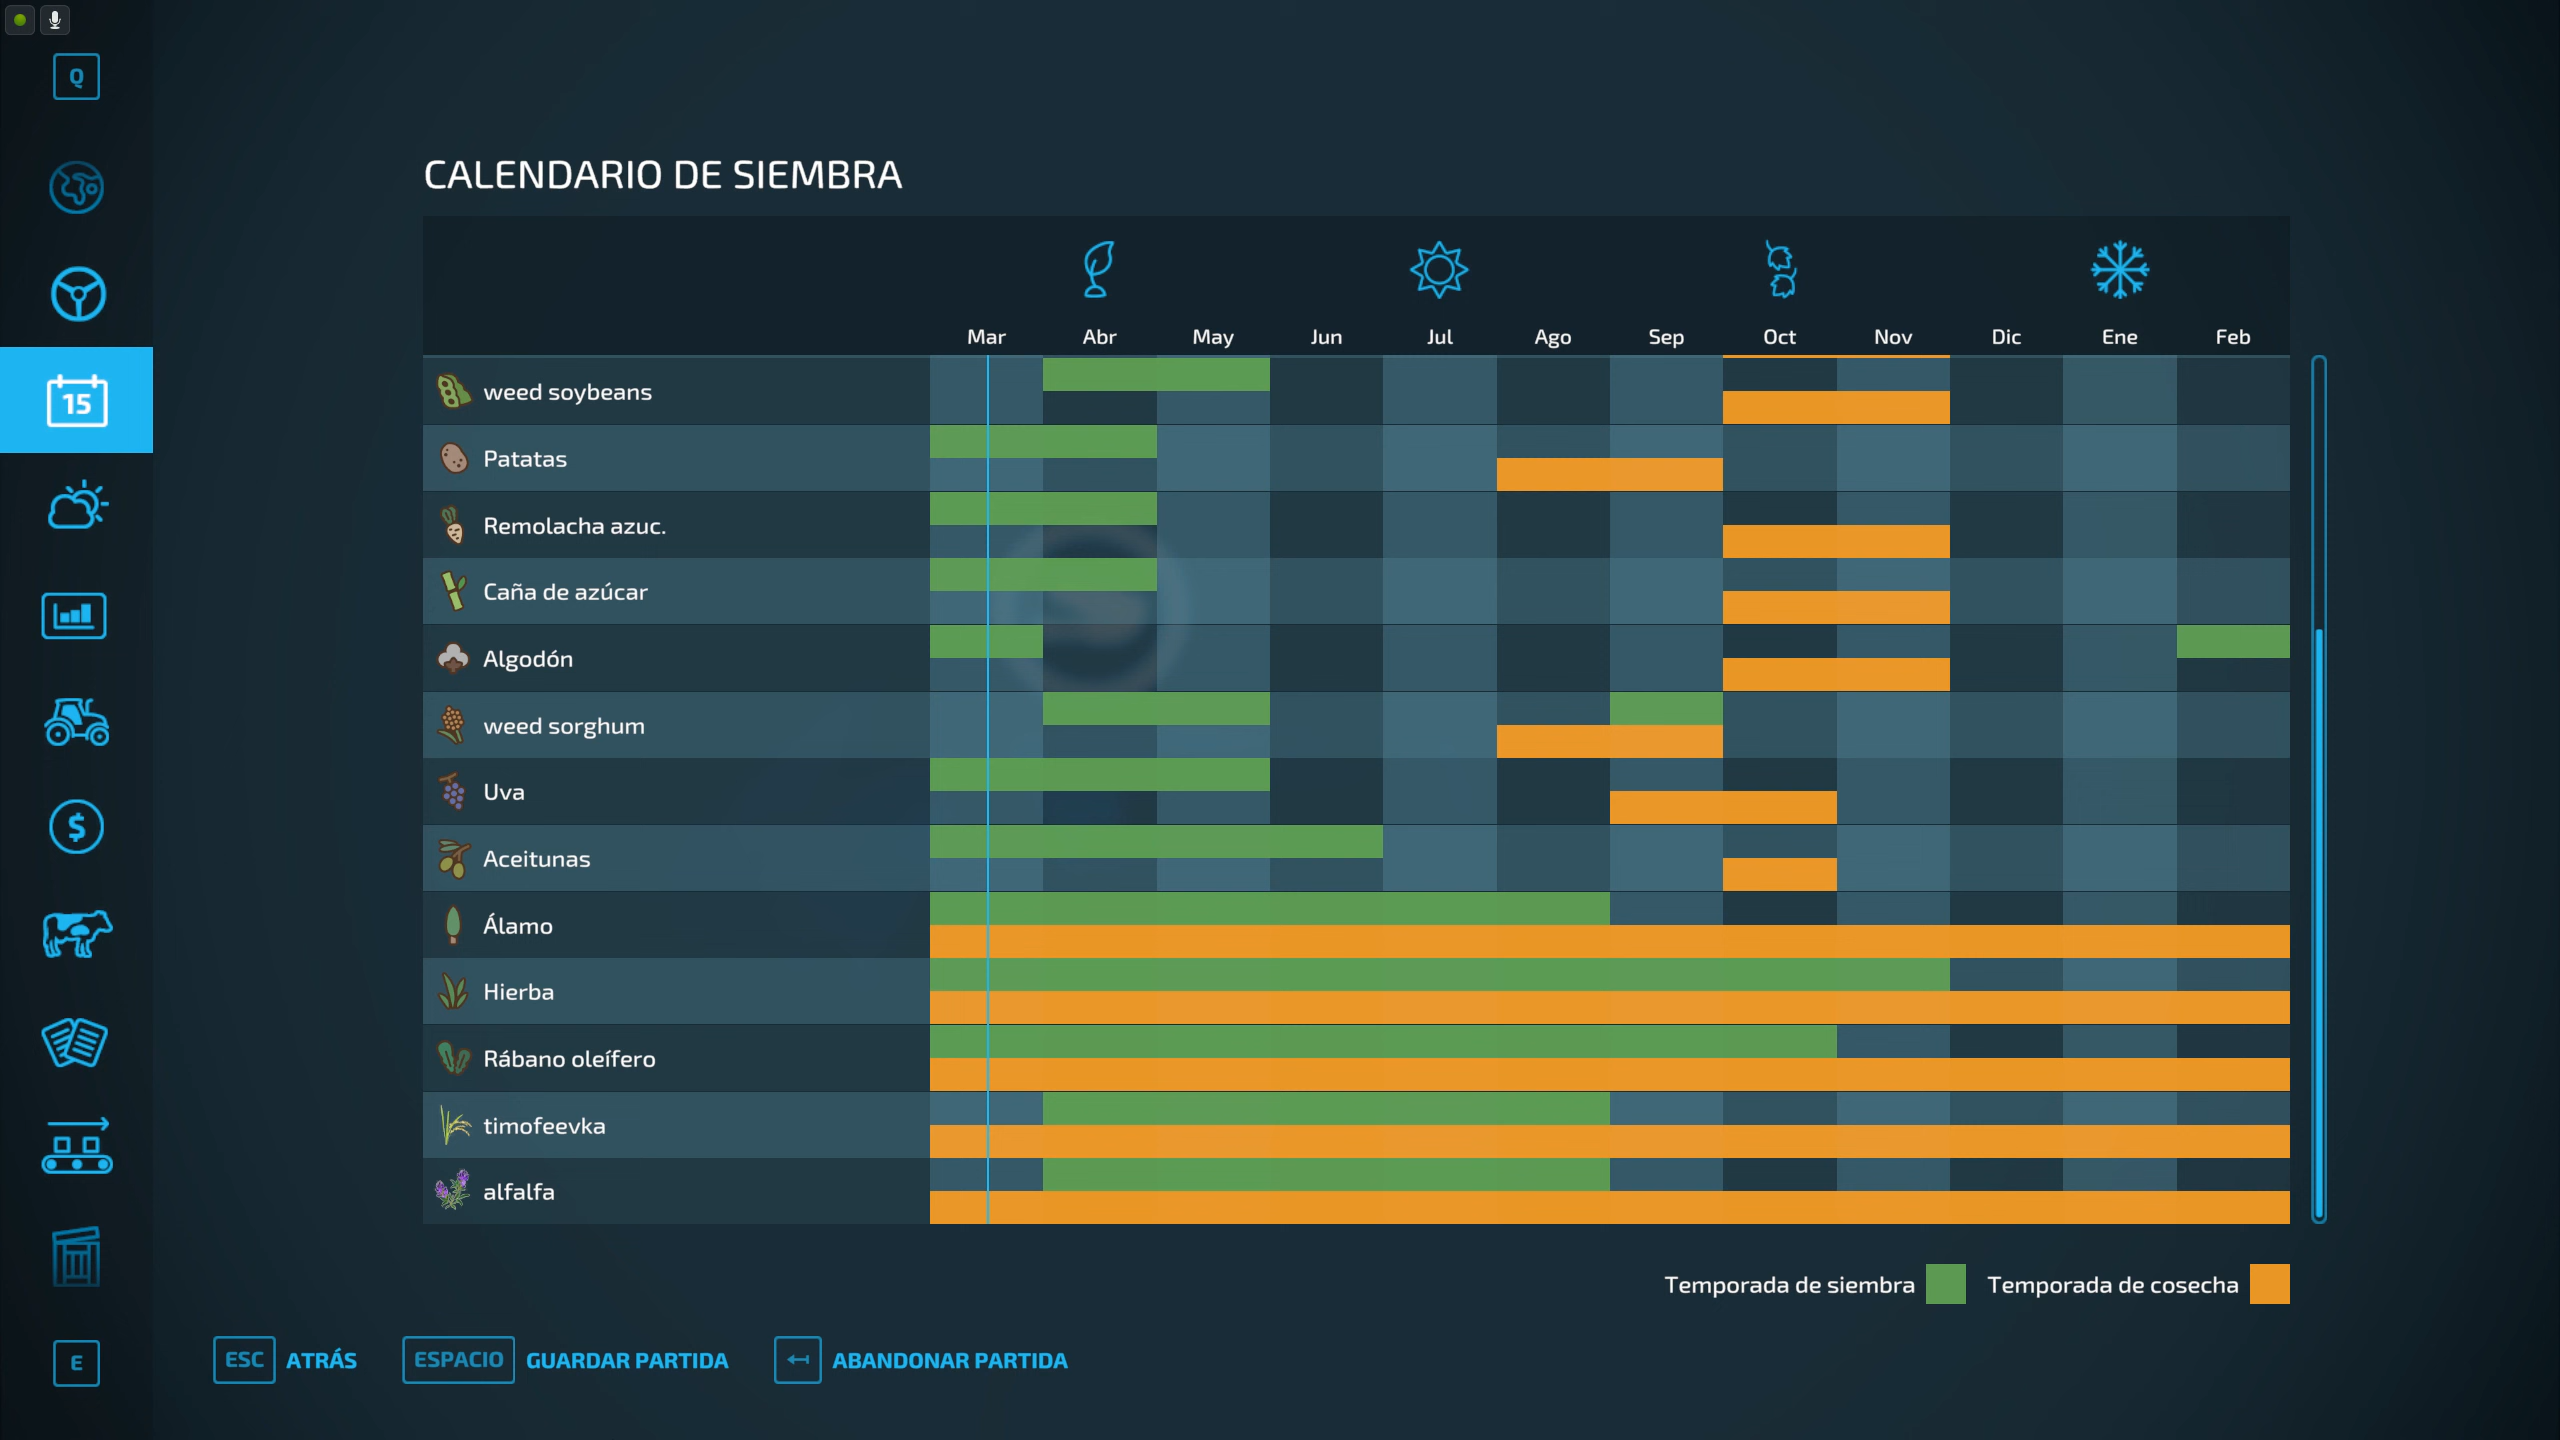 Q
CALENDARIO DE SIEMBRA
Mar Abr May Jun Jul Ago Sep Oct Nov Dic Ene Feb
15
weed soybeans
Patatas
Remolacha azuc.
Caña de azúcar
Algodón
weed sorghum
Uva
$
Aceitunas
Álamo
Hierba
Rábano oleífero
timofeevka
alfalfa
Temporada de siembra Temporada de cosecha
E
ESC ATRÁS ESPACIO GUARDAR PARTIDA ABANDONAR PARTIDA